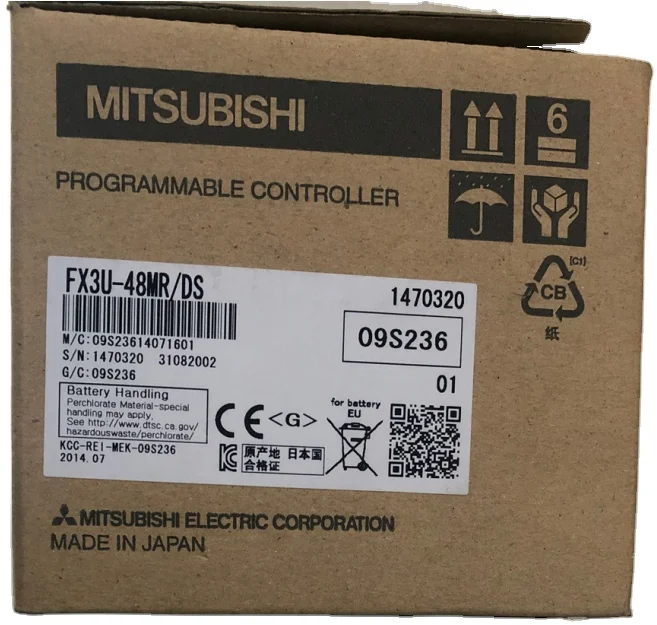 MITSUBISHI
6
PROGRAMMABLE CONTROLLER
[C1]
CB
纸
FX3U-48MR/DS
1470320
M/C:09S23614071601
09S236
S/N:1470320 31082002
G/C:09S236
01
Battery Handling
Perchlorate Material-special
handling may apply.
See http://www.dtsc.ca.gov/
hazardouswaste/perchlorate/
KCC-REI-MEK-09S236
2014.07
CE <G>
for battery
EU
原产地 日本国
合格证
MITSUBISHI ELECTRIC CORPORATION
MADE IN JAPAN